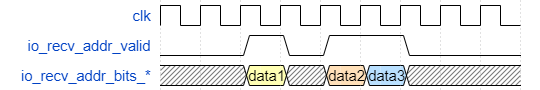 clk
io_recv_addr_valid
io_recv_addr_bits_* data1 data2 data3